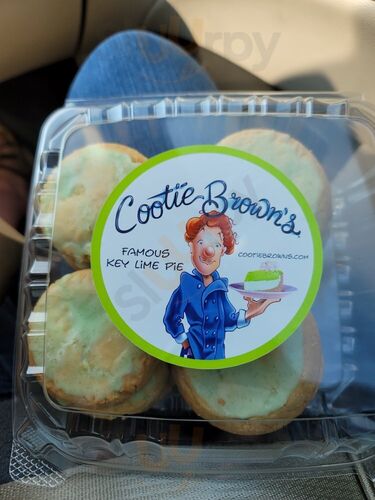 Cootie Brown's
FAMOUS
KEY LIME PIE
COOTIEBROWNS.COM